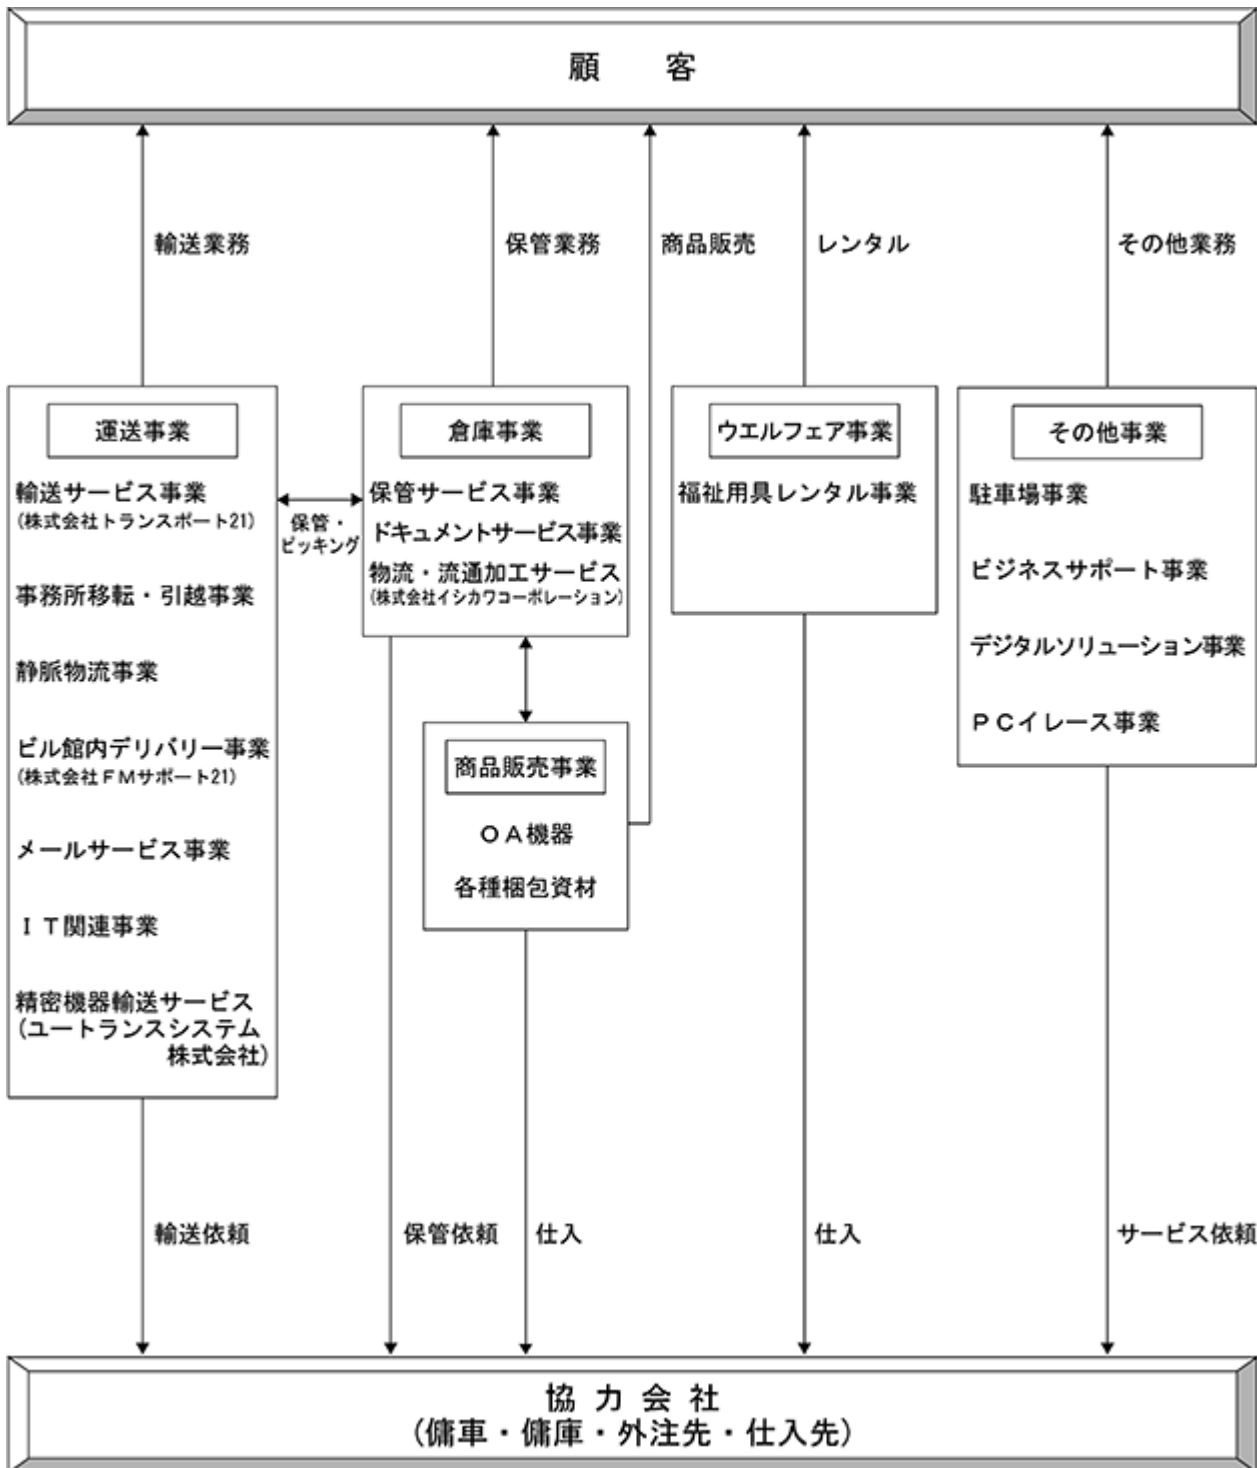 顧　客
輸送業務
保管業務
商品販売
レンタル
その他業務
運送事業
輸送サービス事業
(株式会社トランスポート21)
事務所移転・引越事業
静脈物流事業
ビル館内デリバリー事業
(株式会社ＦＭサポート21)
メールサービス事業
ＩＴ関連事業
精密機器輸送サービス
(ユートランスシステム
株式会社)
保管・
ピッキング
倉庫事業
保管サービス事業
ドキュメントサービス事業
物流・流通加工サービス
(株式会社イシカワコーポレーション)
商品販売事業
ＯＡ機器
各種梱包資材
ウエルフェア事業
福祉用具レンタル事業
その他事業
駐車場事業
ビジネスサポート事業
デジタルソリューション事業
ＰＣイレース事業
輸送依頼
保管依頼
仕入
仕入
サービス依頼
協力会社
(傭車・傭庫・外注先・仕入先)